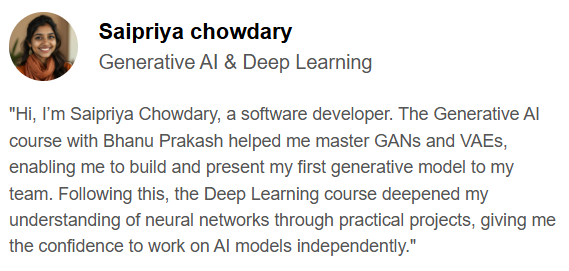 Saipriya chowdary
Generative AI & Deep Learning
"Hi, I’m Saipriya Chowdary, a software developer. The Generative AI
course with Bhanu Prakash helped me master GANs and VAEs,
enabling me to build and present my first generative model to my
team. Following this, the Deep Learning course deepened my
understanding of neural networks through practical projects, giving me
the confidence to work on AI models independently."